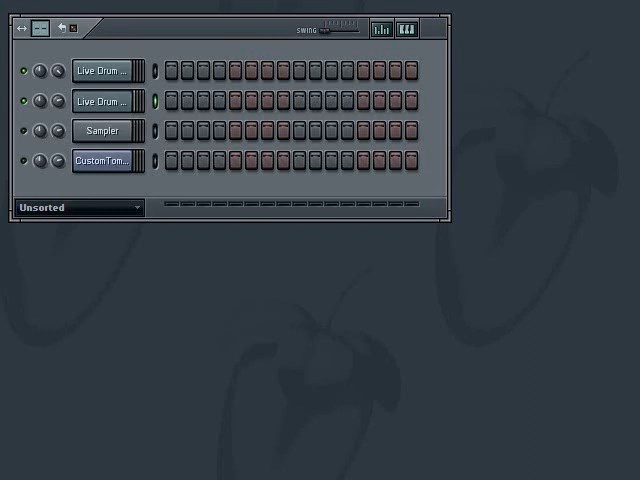 SWING
Live Drum ...
Live Drum ...
Sampler
CustomTom...
Unsorted